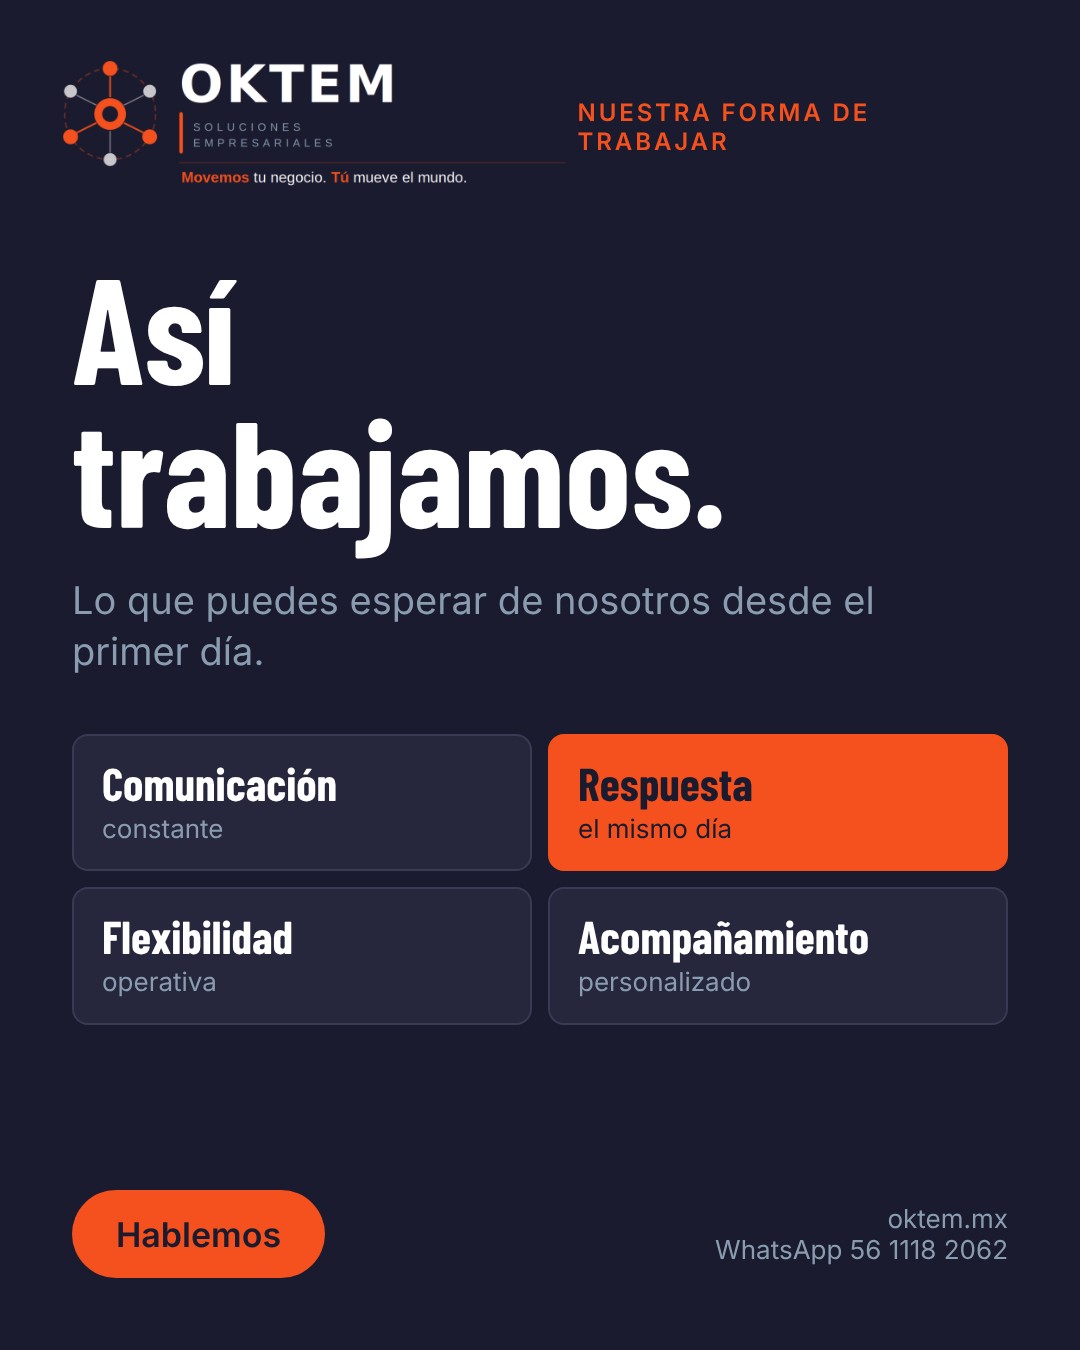 OKTEM
SOLUCIONES
EMPRESARIALES
Movemos tu negocio. Tú mueve el mundo.
NUESTRA FORMA DE
TRABAJAR
Así
trabajamos.
Lo que puedes esperar de nosotros desde el
primer día.
Comunicación
constante
Respuesta
el mismo día
Flexibilidad
operativa
Acompañamiento
personalizado
Hablemos
oktem.mx
WhatsApp 56 1118 2062